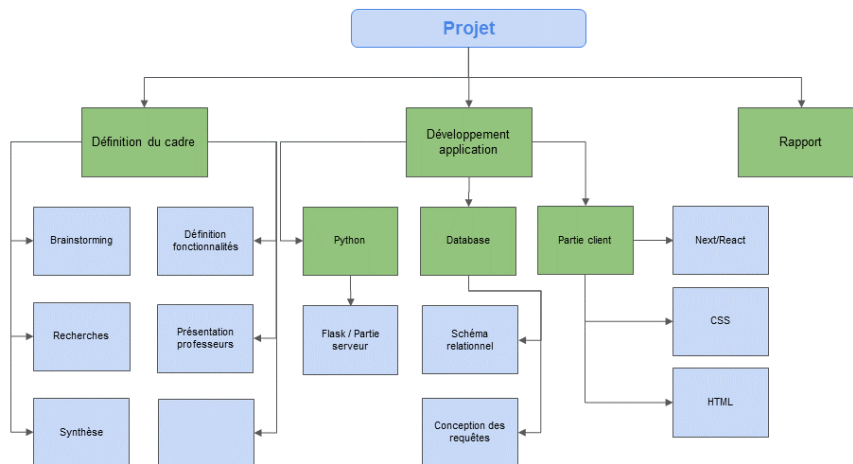 Projet
Définition du cadre
Développement
application
Rapport
Brainstorming
Définition
fonctionnalités
Python
Database
Partie client
Next/React
Recherches
Présentation
professeurs
Flask / Partie
serveur
Schéma
relationnel
CSS
Synthèse
Conception des
requêtes
HTML